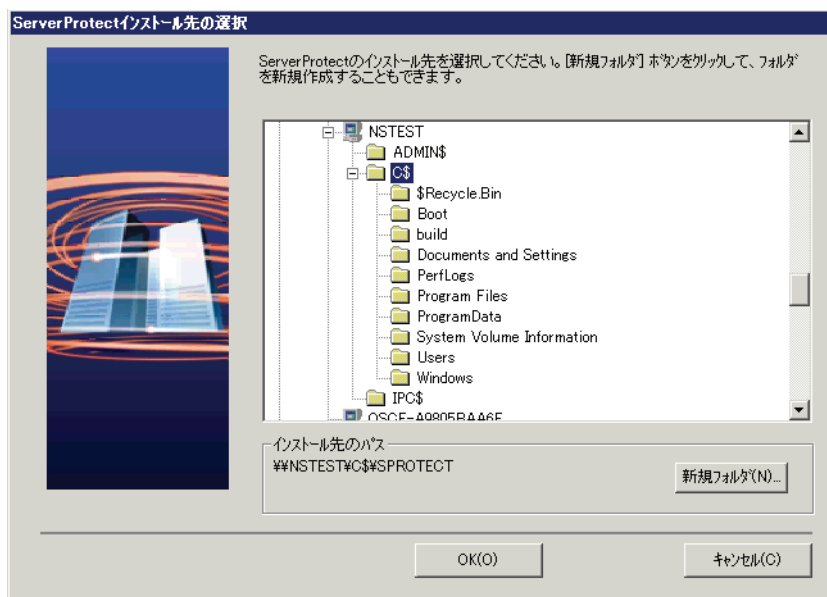 ServerProtectインストール先の選択
ServerProtectのインストール先を選択してください。[新規フォルダ] ボタンをクリックして、フォルダ
を新規作成することもできます。
NSTEST
ADMIN$
C$
$Recycle.Bin
Boot
build
Documents and Settings
PerfLogs
Program Files
ProgramData
System Volume Information
Users
Windows
IPC$
インストール先のパス
¥¥NSTEST¥C$¥SPROTECT
新規フォルダ(N)...
OK(O)
キャンセル(C)